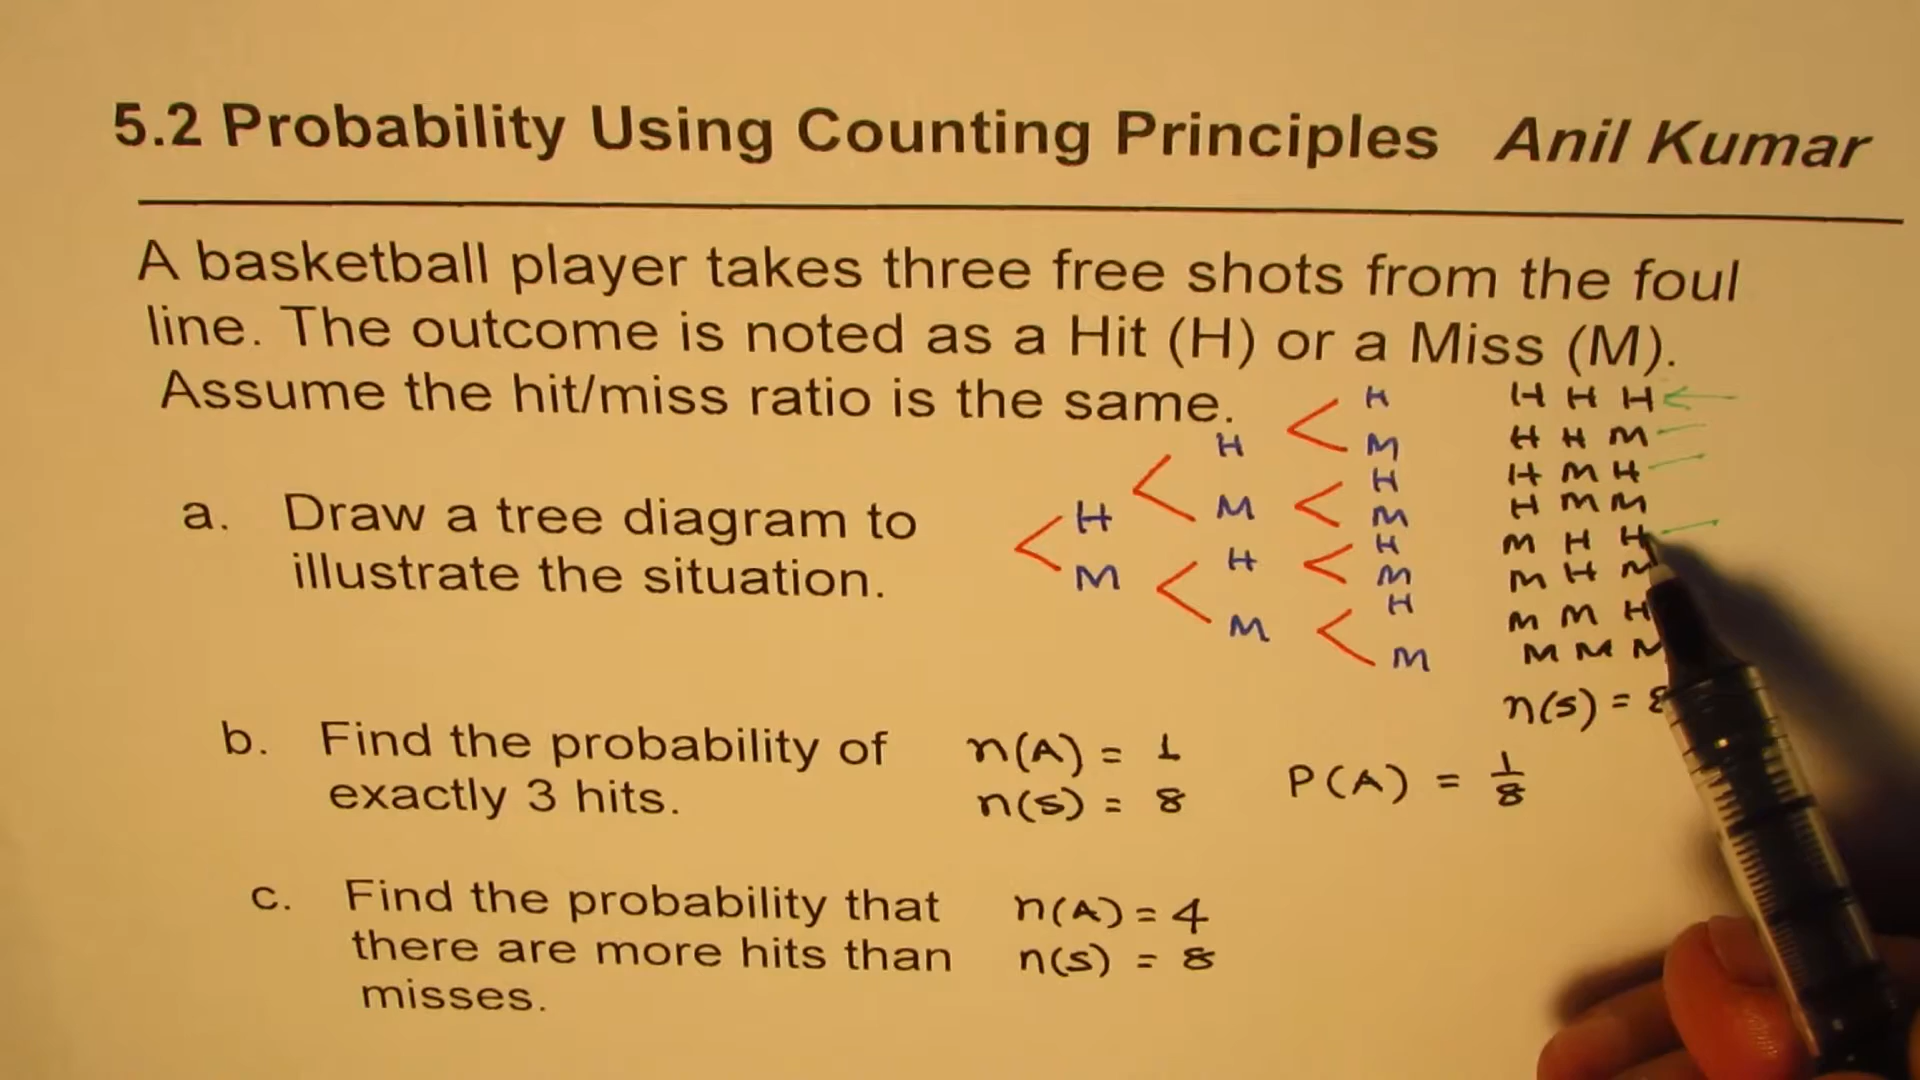 5.2 Probability Using Counting Principles Anil Kumar
A basketball player takes three free shots from the foul
line. The outcome is noted as a Hit (H) or a Miss (M).
Assume the hit/miss ratio is the same.
a. Draw a tree diagram to
illustrate the situation.
H
M
H
M
H
M
H
M
H
M
H
M
H
M
H H H
H H M
H M H
H M M
M H H
M H M
M M H
M M M
n(S) = 8
b. Find the probability of
exactly 3 hits.
n(A) = 1
n(S) = 8
P(A) = 1/8
c. Find the probability that
there are more hits than
misses.
n(A) = 4
n(S) = 8